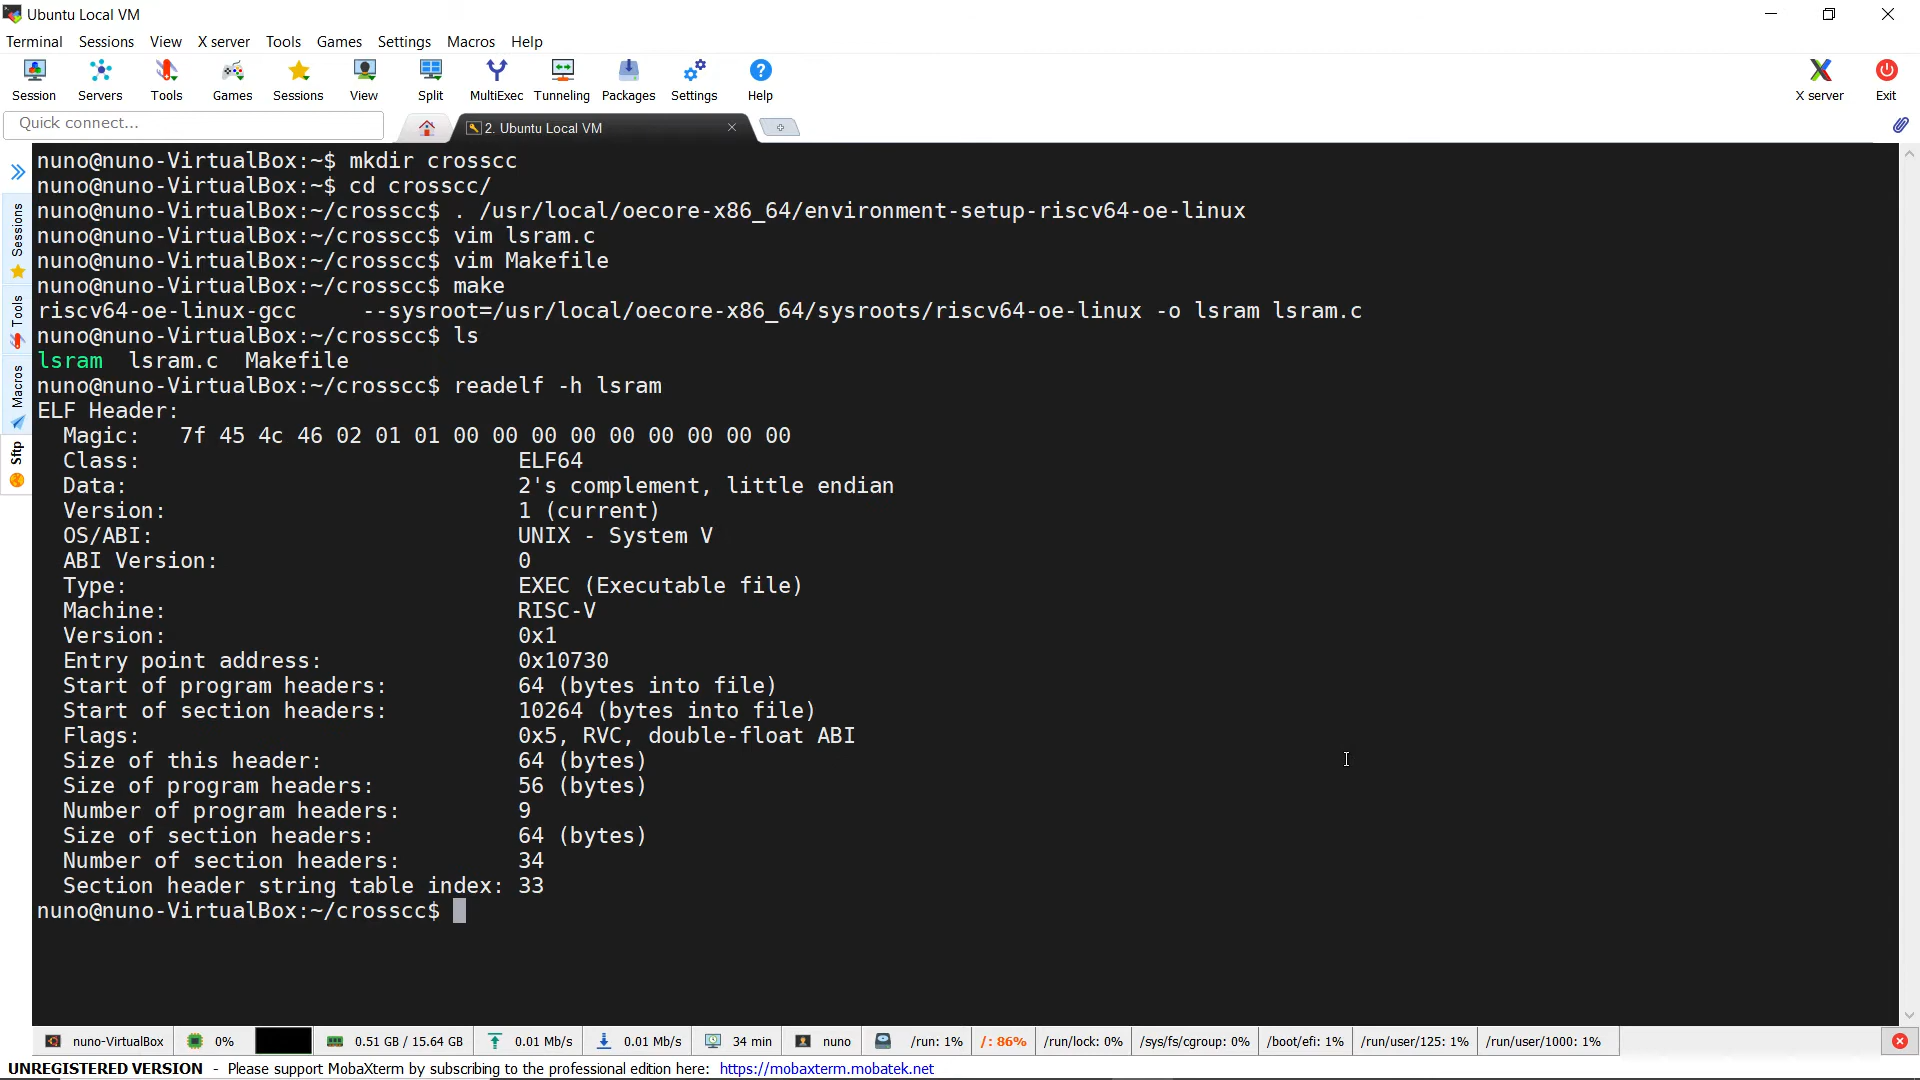 Ubuntu Local VM
Terminal Sessions View X server Tools Games Settings Macros Help
Session Servers Tools Games Sessions View Split MultiExec Tunneling Packages Settings Help X server Exit
Quick connect...
2. Ubuntu Local VM
Sessions
Tools
Macros
Sftp
nuno@nuno-VirtualBox:~$ mkdir crosscc
nuno@nuno-VirtualBox:~$ cd crosscc/
nuno@nuno-VirtualBox:~/crosscc$ . /usr/local/oecore-x86_64/environment-setup-riscv64-oe-linux
nuno@nuno-VirtualBox:~/crosscc$ vim lsram.c
nuno@nuno-VirtualBox:~/crosscc$ vim Makefile
nuno@nuno-VirtualBox:~/crosscc$ make
riscv64-oe-linux-gcc     --sysroot=/usr/local/oecore-x86_64/sysroots/riscv64-oe-linux -o lsram lsram.c
nuno@nuno-VirtualBox:~/crosscc$ ls
lsram  lsram.c  Makefile
nuno@nuno-VirtualBox:~/crosscc$ readelf -h lsram
ELF Header:
  Magic:   7f 45 4c 46 02 01 01 00 00 00 00 00 00 00 00 00
  Class:                             ELF64
  Data:                              2's complement, little endian
  Version:                           1 (current)
  OS/ABI:                            UNIX - System V
  ABI Version:                       0
  Type:                              EXEC (Executable file)
  Machine:                           RISC-V
  Version:                           0x1
  Entry point address:               0x10730
  Start of program headers:          64 (bytes into file)
  Start of section headers:          10264 (bytes into file)
  Flags:                             0x5, RVC, double-float ABI
  Size of this header:               64 (bytes)
  Size of program headers:           56 (bytes)
  Number of program headers:         9
  Size of section headers:           64 (bytes)
  Number of section headers:         34
  Section header string table index: 33
nuno@nuno-VirtualBox:~/crosscc$
nuno-VirtualBox 0% 0.51 GB / 15.64 GB 0.01 Mb/s 0.01 Mb/s 34 min nuno /run: 1% /: 86% /run/lock: 0% /sys/fs/cgroup: 0% /boot/efi: 1% /run/user/125: 1% /run/user/1000: 1%
UNREGISTERED VERSION - Please support MobaXterm by subscribing to the professional edition here: https://mobaxterm.mobatek.net